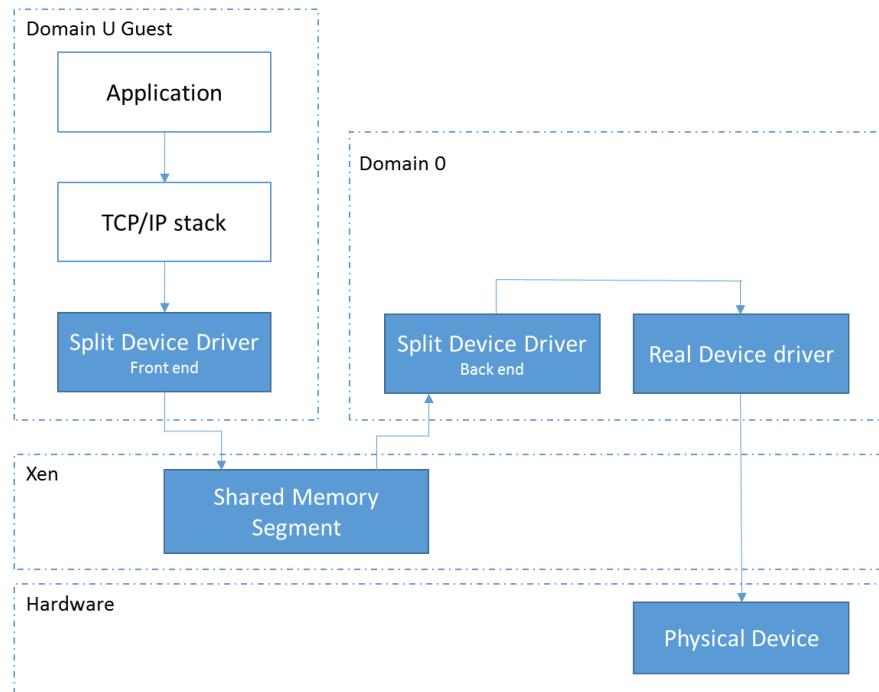 Domain U Guest
Application
TCP/IP stack
Split Device Driver
Front end
Domain 0
Split Device Driver
Back end
Real Device driver
Xen
Shared Memory
Segment
Hardware
Physical Device